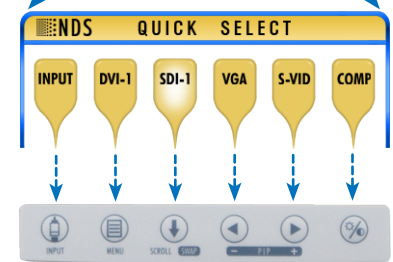 NDS QUICK SELECT
INPUT DVI-1 SDI-1 VGA S-VID COMP
INPUT MENU SCROLL SWAP - PIP +